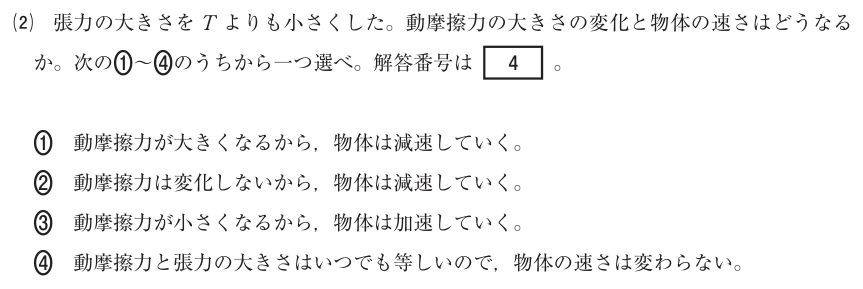 (2) 張力の大きさを T よりも小さくした。動摩擦力の大きさの変化と物体の速さはどうなる
か。次の①~④のうちから一つ選べ。解答番号は 4 。
① 動摩擦力が大きくなるから，物体は減速していく。
② 動摩擦力は変化しないから，物体は減速していく。
③ 動摩擦力が小さくなるから，物体は加速していく。
④ 動摩擦力と張力の大きさはいつでも等しいので，物体の速さは変わらない。